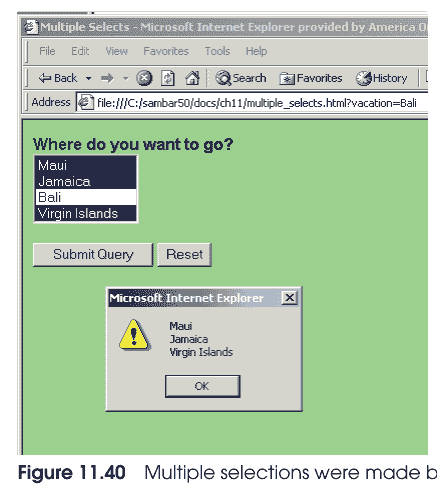 Multiple Selects - Microsoft Internet Explorer provided by America O
File Edit View Favorites Tools Help
Back Search Favorites History
Address file:///C:/sambar50/docs/ch11/multiple_selects.html?vacation=Bali
Where do you want to go?
Maui
Jamaica
Bali
Virgin Islands
Submit Query Reset
Microsoft Internet Explorer
Maui
Jamaica
Virgin Islands
OK
Figure 11.40 Multiple selections were made b